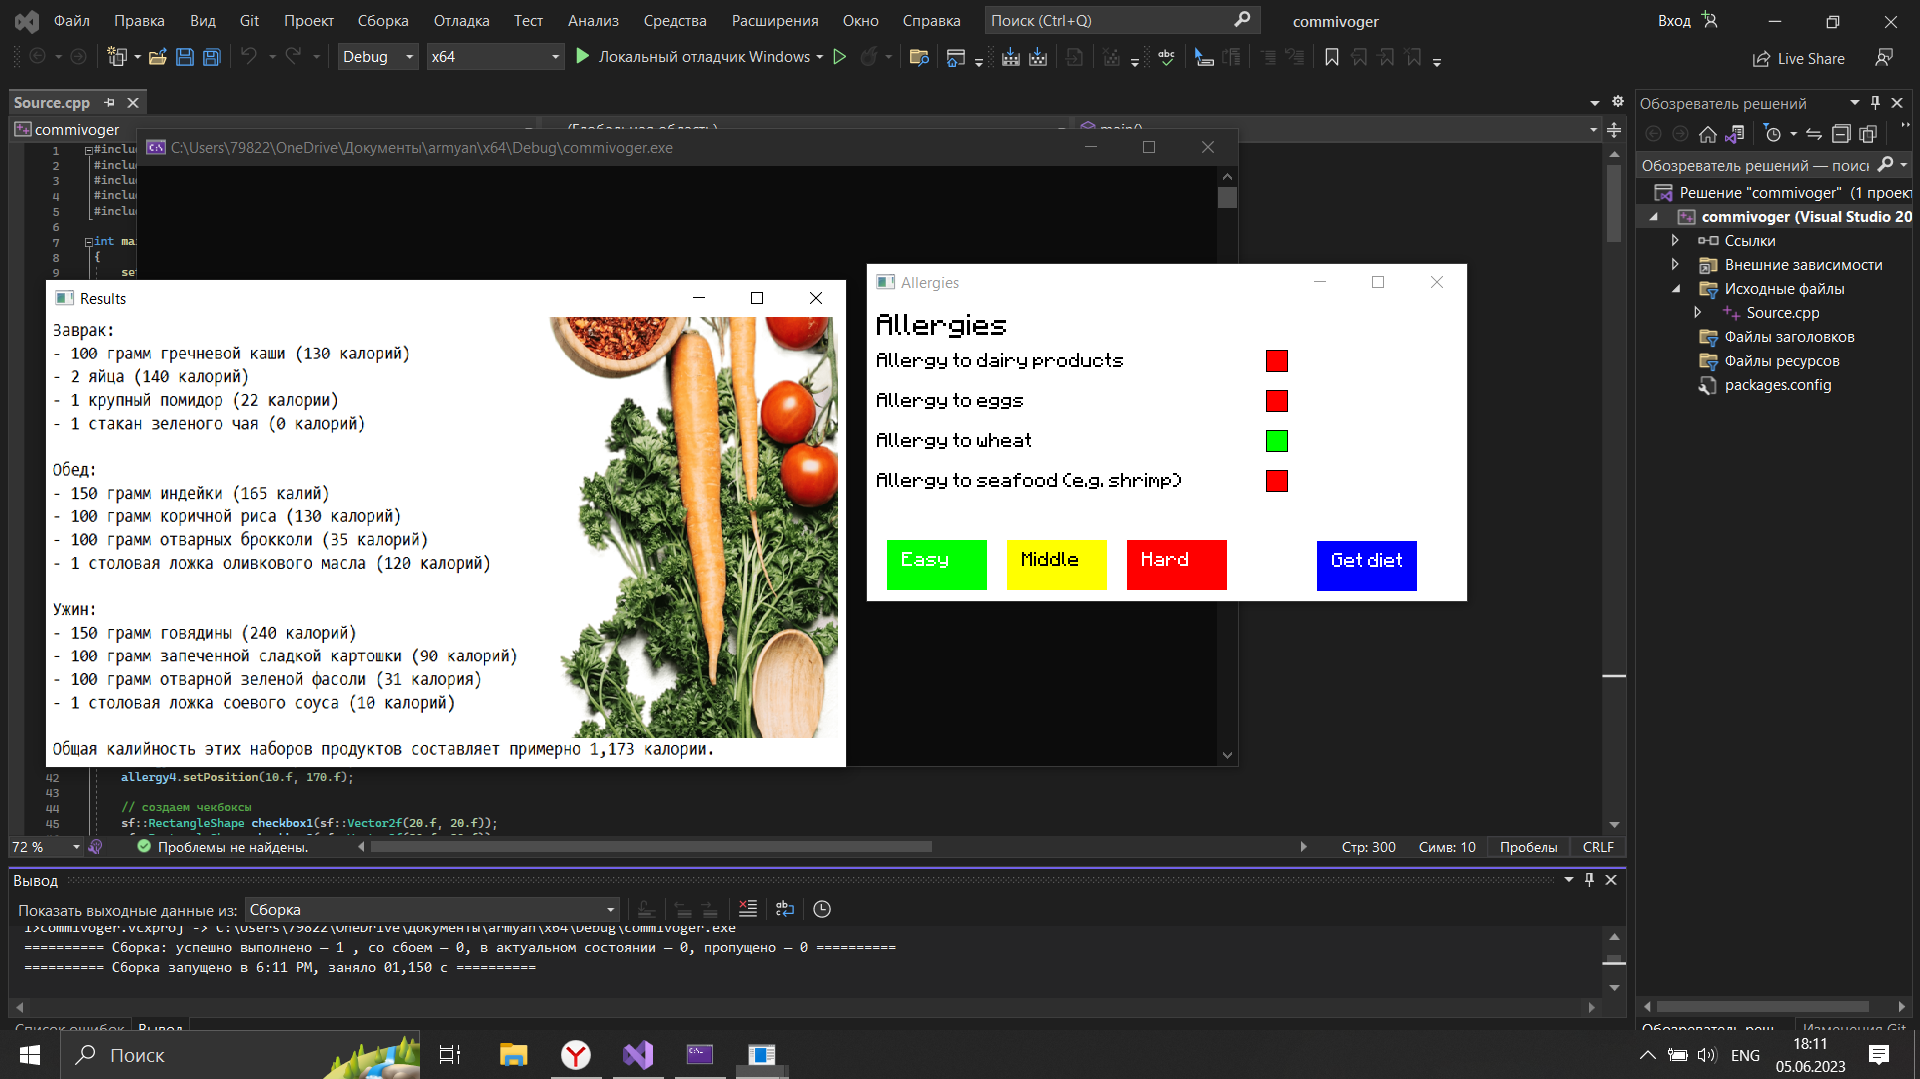 Файл Правка Вид Git Проект Сборка Отладка Тест Анализ Средства Расширения Окно Справка Поиск (Ctrl+Q) commivoger Вход
Debug x64 Локальный отладчик Windows Live Share
Source.cpp
commivoger (Глобальная область) main()
C:\Users\79822\OneDrive\Документы\armyan\x64\Debug\commivoger.exe
1 #includ
2 #includ
3 #includ
4 #includ
5 #includ
6
7 int mai
8 {
9 set
Results
Заврак:
- 100 грамм гречневой каши (130 калорий)
- 2 яйца (140 калорий)
- 1 крупный помидор (22 калории)
- 1 стакан зеленого чая (0 калорий)
Обед:
- 150 грамм индейки (165 калий)
- 100 грамм коричной риса (130 калорий)
- 100 грамм отварных брокколи (35 калорий)
- 1 столовая ложка оливкового масла (120 калорий)
Ужин:
- 150 грамм говядины (240 калорий)
- 100 грамм запеченной сладкой картошки (90 калорий)
- 100 грамм отварной зеленой фасоли (31 калория)
- 1 столовая ложка соевого соуса (10 калорий)
Общая калийность этих наборов продуктов составляет примерно 1,173 калории.
Allergies
Allergies
Allergy to dairy products
Allergy to eggs
Allergy to wheat
Allergy to seafood (e.g. shrimp)
Easy Middle Hard Get diet
42 allergy4.setPosition(10.f, 170.f);
43
44 // создаем чекбоксы
45 sf::RectangleShape checkbox1(sf::Vector2f(20.f, 20.f));
72 % Проблемы не найдены. Стр: 300 Симв: 10 Пробелы CRLF
Вывод
Показать выходные данные из: Сборка
1>commivoger.vcxproj -> C:\Users\79822\OneDrive\Документы\armyan\x64\Debug\commivoger.exe
========== Сборка: успешно выполнено — 1 , со сбоем — 0, в актуальном состоянии — 0, пропущено — 0 ==========
========== Сборка запущено в 6:11 PM, заняло 01,150 с ==========
Список ошибок Вывод
Обозреватель решений
Обозреватель решений — поиск
Решение "commivoger" (1 проект
commivoger (Visual Studio 20
Ссылки
Внешние зависимости
Исходные файлы
Source.cpp
Файлы заголовков
Файлы ресурсов
packages.config
Обозреватель реш... Изменения Git
Поиск
ENG
18:11
05.06.2023